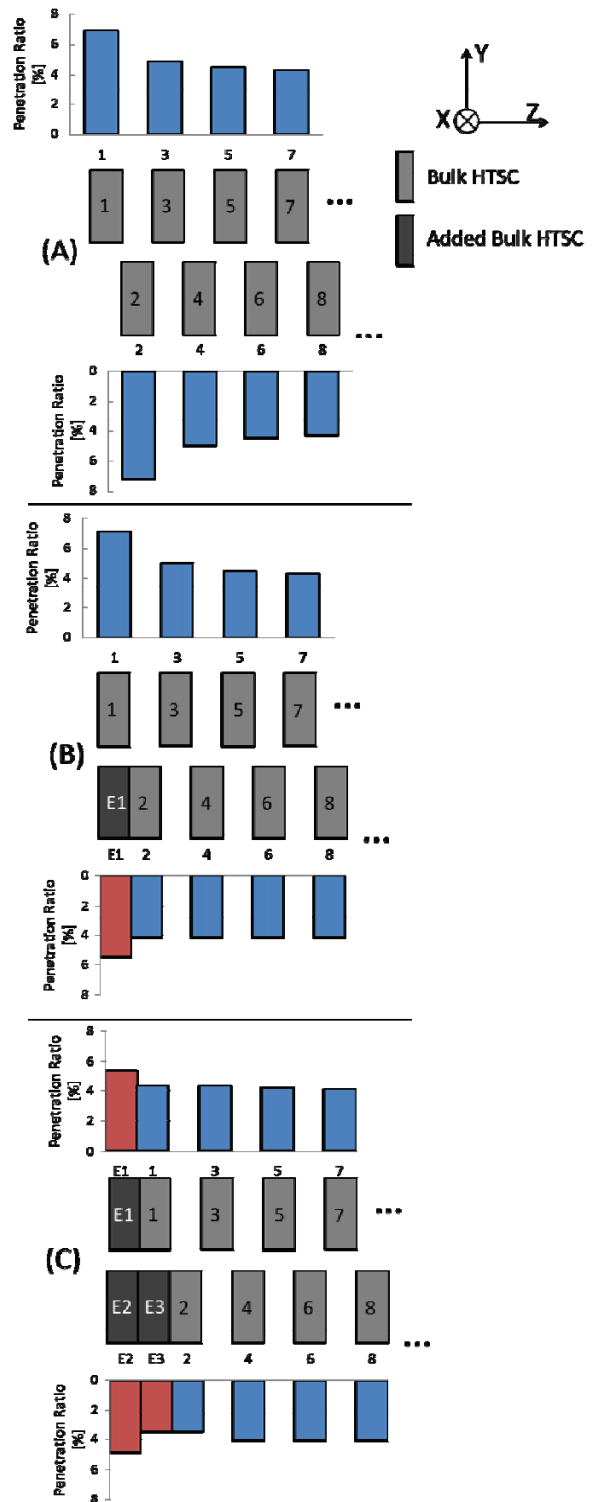 Penetration Ratio
[%]
8
6
4
2
0
1 3 5 7
1 3 5 7 •••
Y
X Z
Bulk HTSC
Added Bulk HTSC
(A)
2 4 6 8
•••
2 4 6 8
Penetration Ratio
[%]
0
2
4
6
8
Penetration Ratio
[%]
8
6
4
2
0
1 3 5 7
1 3 5 7 •••
(B)
E1 2 4 6 8
•••
E1 2 4 6 8
Penetration Ratio
[%]
0
2
4
6
8
Penetration Ratio
[%]
8
6
4
2
0
E1 1 3 5 7
E1 1 3 5 7 •••
(C)
E2 E3 2 4 6 8
•••
E2 E3 2 4 6 8
Penetration Ratio
[%]
0
2
4
6
8